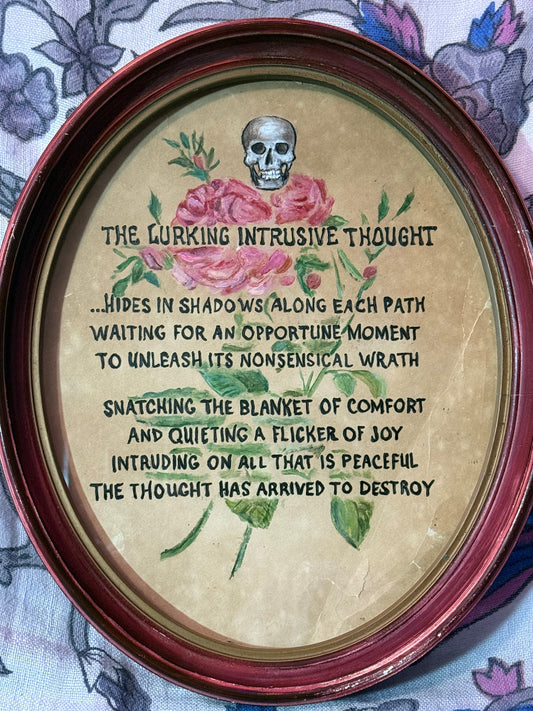 THE LURKING INTRUSIVE THOUGHT
...HIDES IN SHADOWS ALONG EACH PATH
WAITING FOR AN OPPORTUNE MOMENT
TO UNLEASH ITS NONSENSICAL WRATH
SNATCHING THE BLANKET OF COMFORT
AND QUIETING A FLICKER OF JOY
INTRUDING ON ALL THAT IS PEACEFUL
THE THOUGHT HAS ARRIVED TO DESTROY